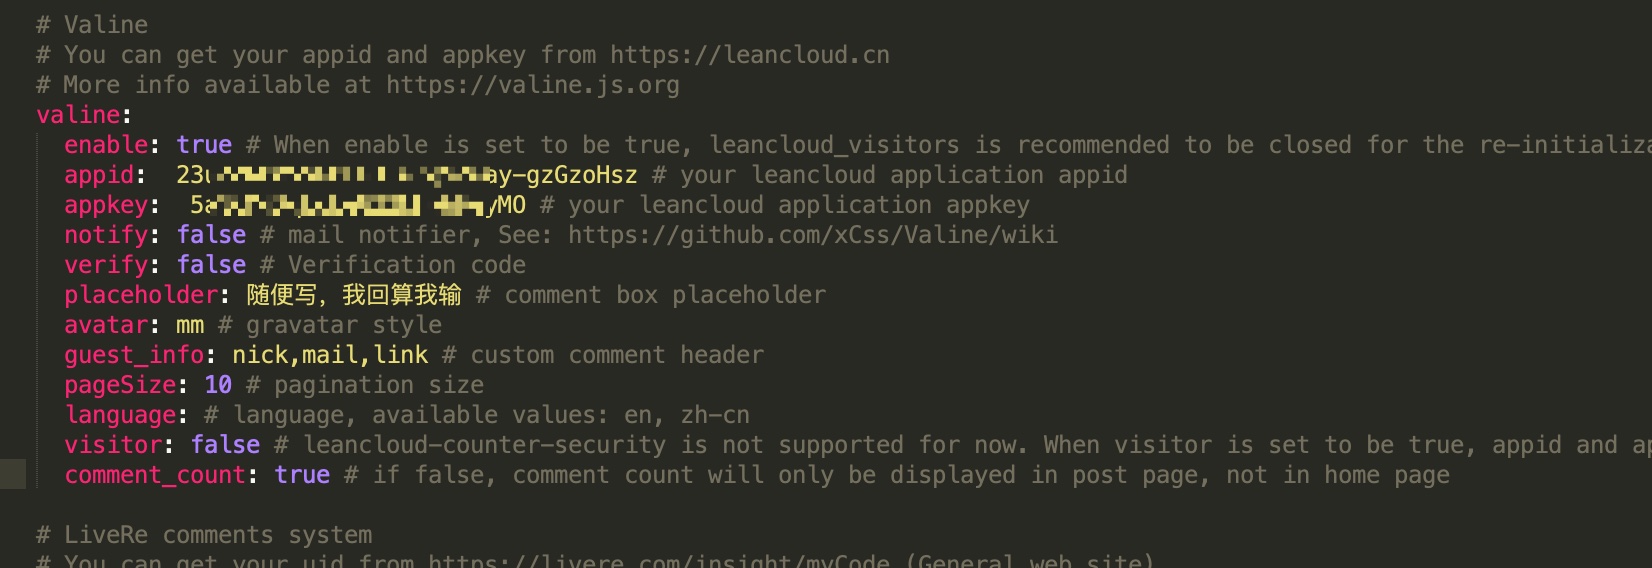 # Valine
# You can get your appid and appkey from https://leancloud.cn
# More info available at https://valine.js.org
valine:
enable: true # When enable is set to be true, leancloud_visitors is recommended to be closed for the
appid: ay-gzGzoHsz # your leancloud application appid
appkey: yMO # your leancloud application appkey
notify: false # mail notifier, See: https://github.com/xCss/Valine/wiki
verify: false # Verification code
placeholder: 随便写，我回算我输 # comment box placeholder
avatar: mm # gravatar style
guest_info: nick,mail,link # custom comment header
pageSize: 10 # pagination size
language: # language, available values: en, zh-cn
visitor: false # leancloud-counter-security is not supported for now. When visitor is set to be true, appid and
comment_count: true # if false, comment count will only be displayed in post page, not in home page
# LiveRe comments system
# You can get your uid from https://livere.com/insight/myCode (General web site)